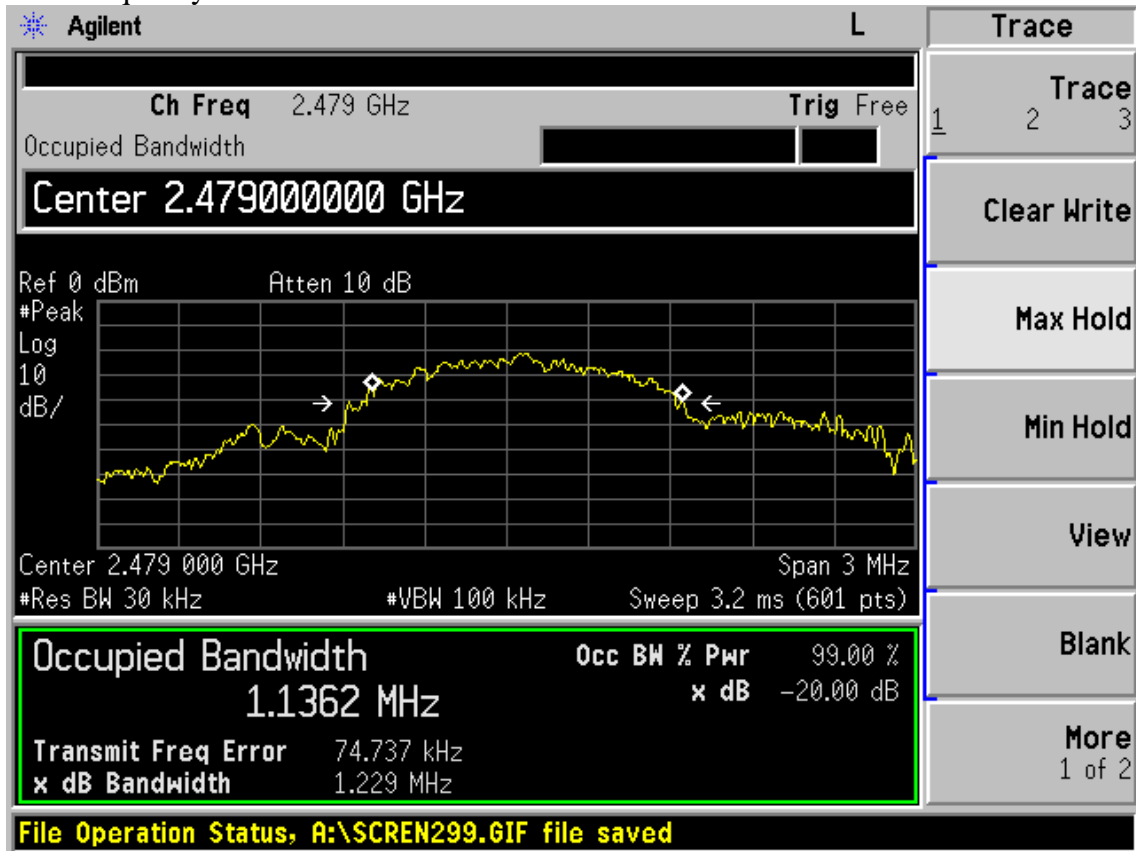 Agilent L Trace
Ch Freq 2.479 GHz Trig Free
Occupied Bandwidth
Center 2.479000000 GHz
Ref 0 dBm Atten 10 dB
#Peak
Log
10
dB/
Center 2.479 000 GHz Span 3 MHz
#Res BW 30 kHz #VBW 100 kHz Sweep 3.2 ms (601 pts)
Occupied Bandwidth Occ BW % Pwr 99.00 %
1.1362 MHz x dB -20.00 dB
Transmit Freq Error 74.737 kHz
x dB Bandwidth 1.229 MHz
File Operation Status, A:\SCREN299.GIF file saved
Trace
1 2 3
Clear Write
Max Hold
Min Hold
View
Blank
More
1 of 2